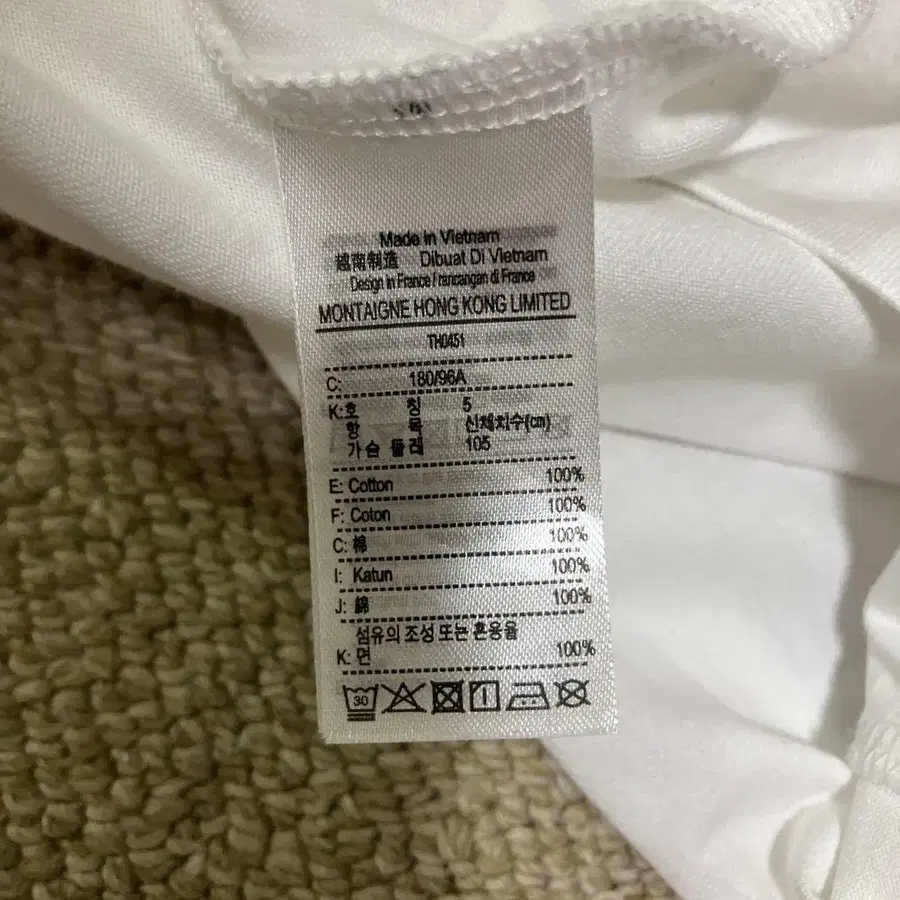 Made in Vietnam
越南制造 Dibuat Di Vietnam
Design in France / rancangan di France
MONTAIGNE HONG KONG LIMITED
TH0451
C: 180/96A
K:호 칭 5
항 목 신체치수(㎝)
가슴 둘레 105
E: Cotton 100%
F: Coton 100%
C: 棉 100%
I: Katun 100%
J: 綿 100%
섬유의 조성 또는 혼용율
K: 면 100%
30